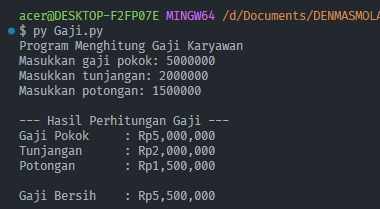 acer@DESKTOP-F2FP07E MINGW64 /d/Documents/DENMASMOLA
$ py Gaji.py
Program Menghitung Gaji Karyawan
Masukkan gaji pokok: 5000000
Masukkan tunjangan: 2000000
Masukkan potongan: 1500000
--- Hasil Perhitungan Gaji ---
Gaji Pokok : Rp5,000,000
Tunjangan : Rp2,000,000
Potongan : Rp1,500,000
Gaji Bersih : Rp5,500,000